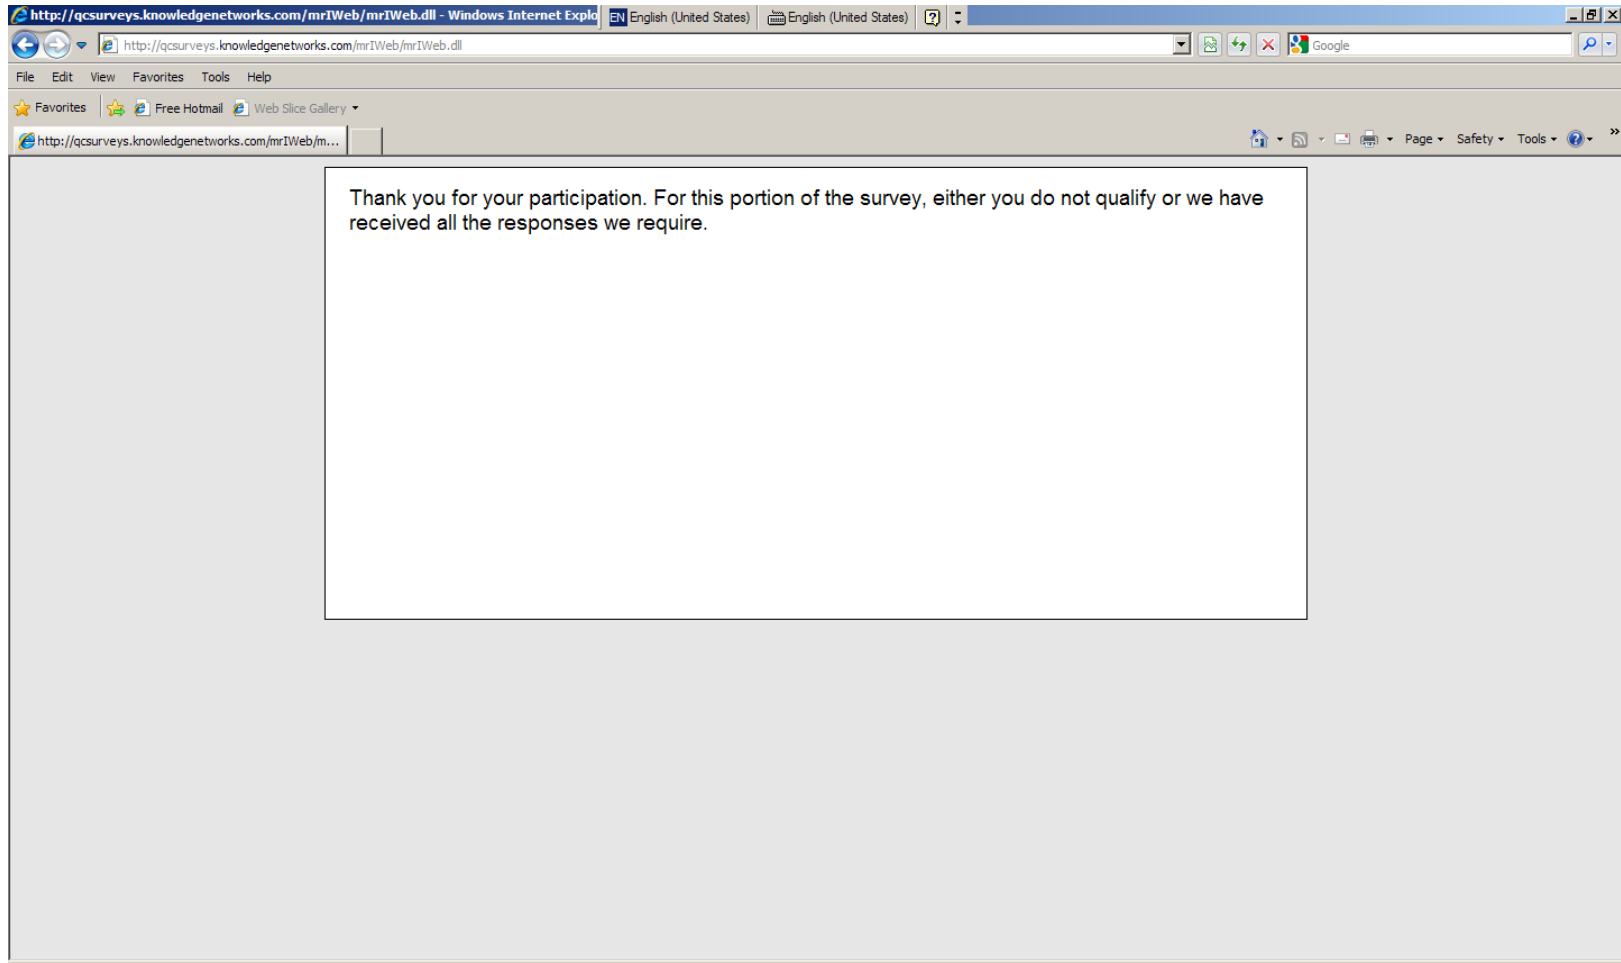 http://qcsurveys.knowledgenetworks.com/mrIWeb/mrIWeb.dll - Windows Internet Explo
EN English (United States) English (United States)
http://qcsurveys.knowledgenetworks.com/mrIWeb/mrIWeb.dll
Google
File Edit View Favorites Tools Help
Favorites Free Hotmail Web Slice Gallery
http://qcsurveys.knowledgenetworks.com/mrIWeb/m...
Page Safety Tools
Thank you for your participation. For this portion of the survey, either you do not qualify or we have
received all the responses we require.